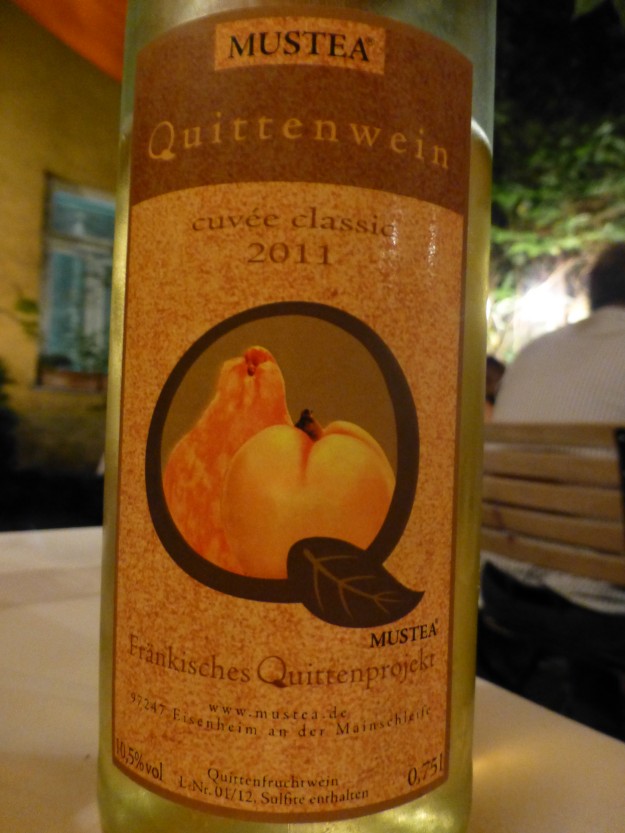 MUSTEA®
Quittenwein
cuvée classic
2011
MUSTEA®
Fränkisches Quittenprojekt
www.mustea.de
97247 Eisenheim an der Mainschleife
10,5% vol
Quittenfruchtwein
L-Nr. 01/12, Sulfite enthalten
0,75l